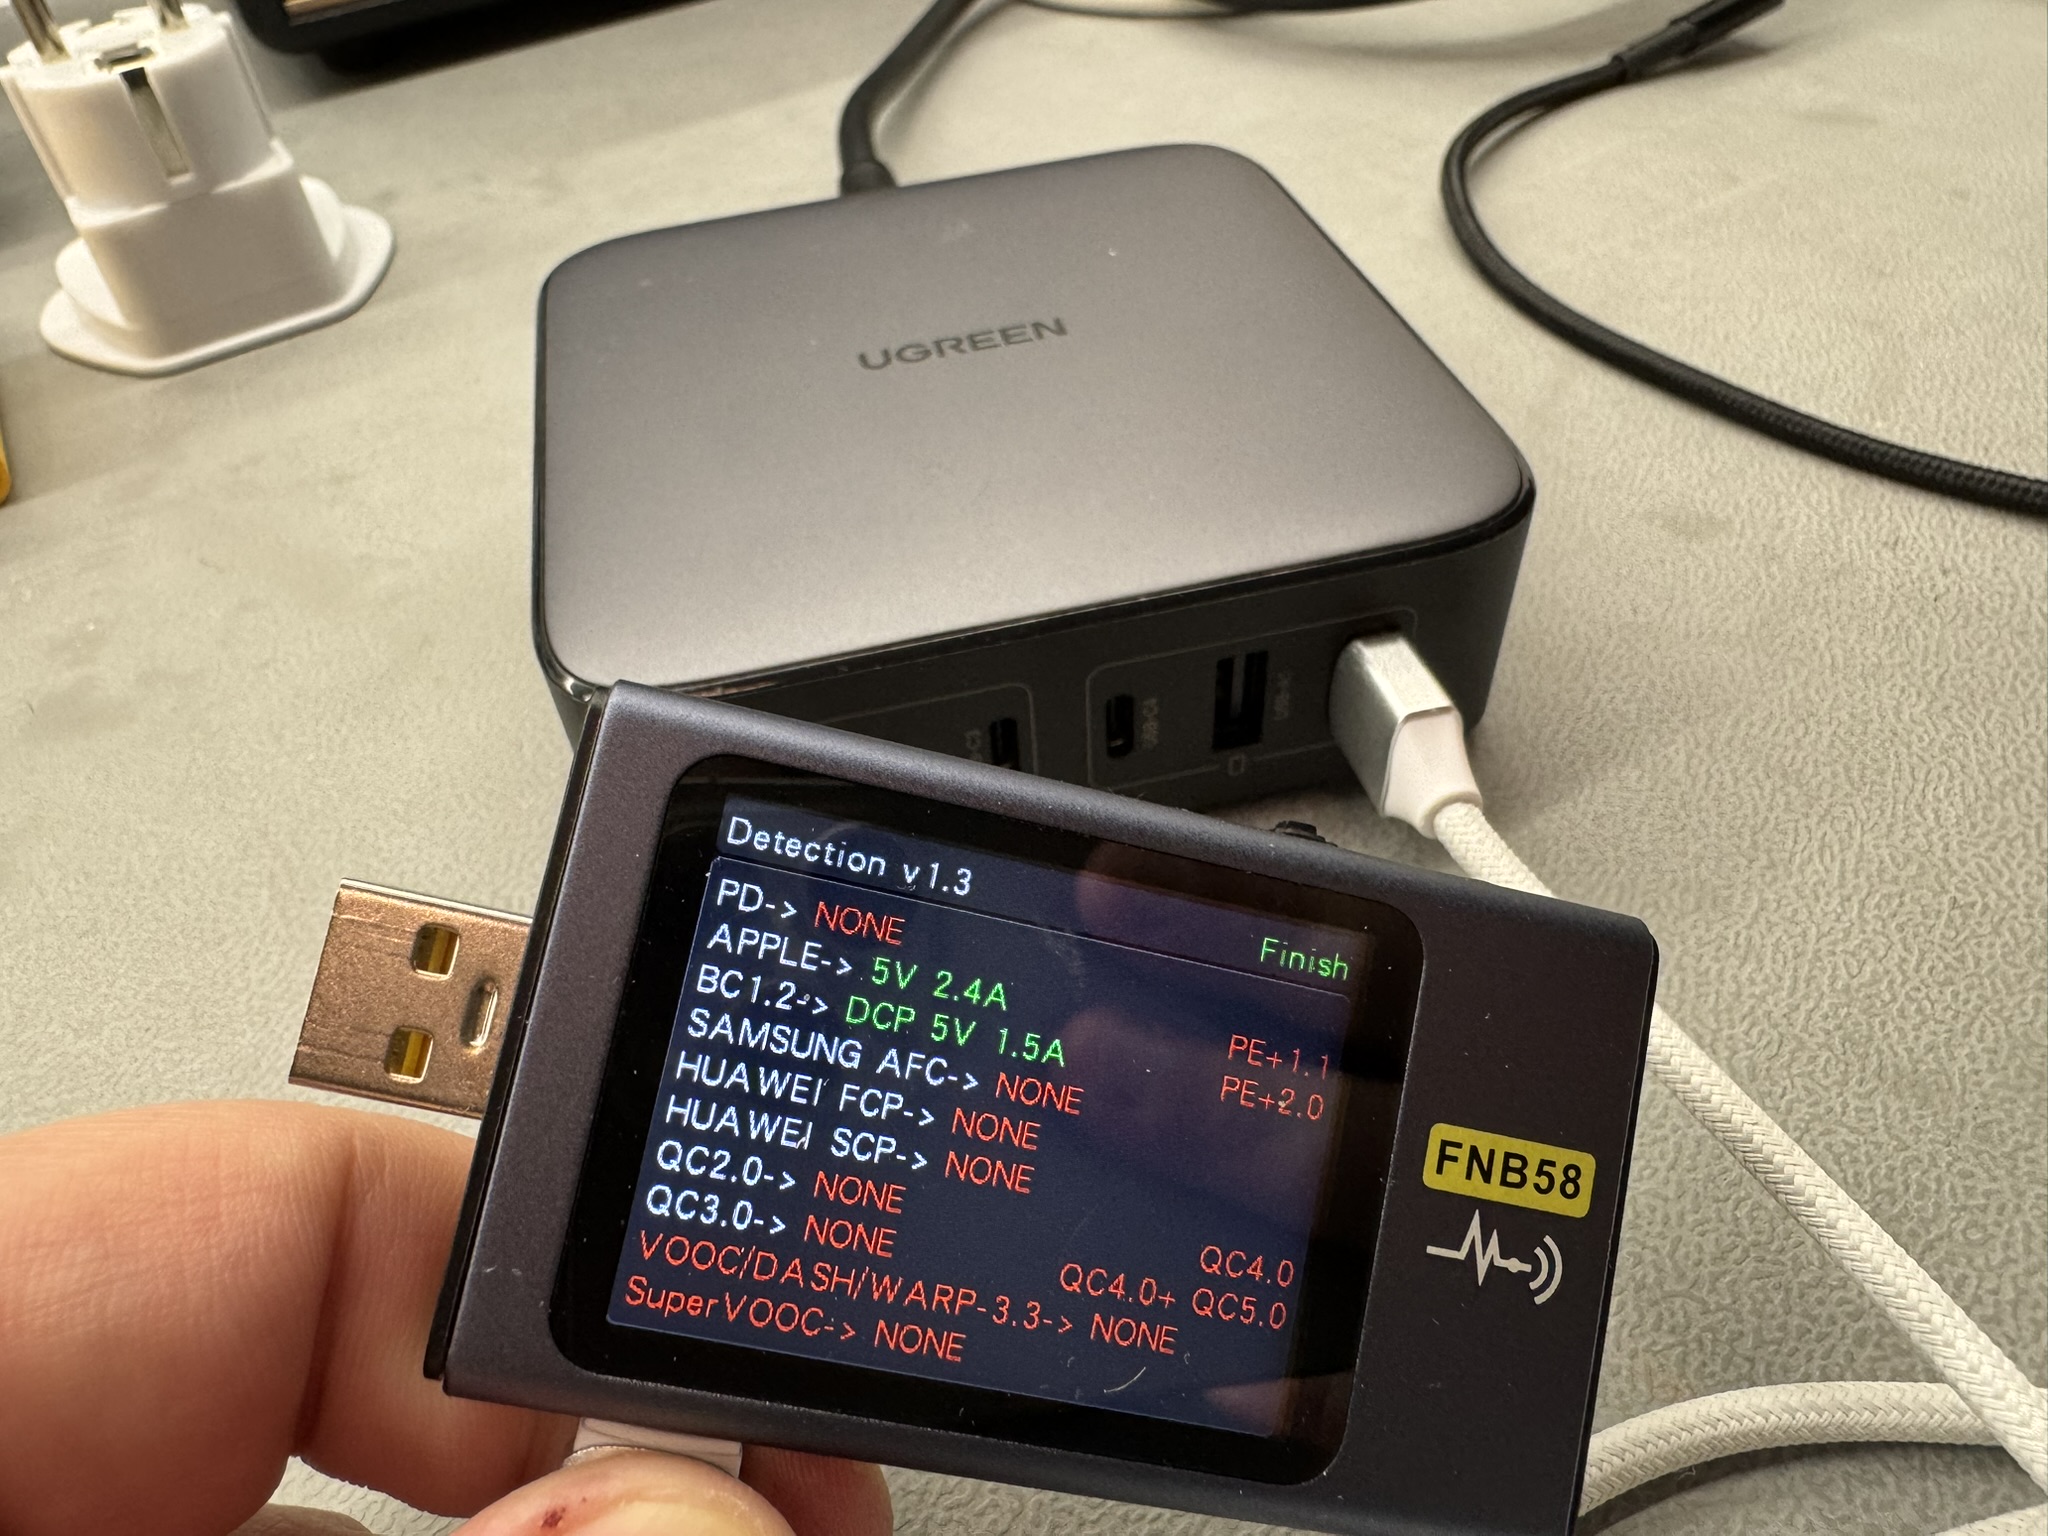 UGREEN
Detection v1.3
Finish
PD-> NONE
APPLE-> 5V 2.4A
BC1.2-> DCP 5V 1.5A
PE+1.1
SAMSUNG AFC-> NONE
PE+2.0
HUAWEI FCP-> NONE
HUAWEI SCP-> NONE
QC2.0-> NONE
QC3.0-> NONE
QC4.0
QC4.0+ QC5.0
VOOC/DASH/WARP-3.3-> NONE
SuperVOOC-> NONE
FNB58